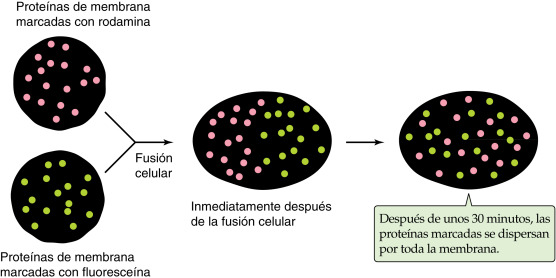 Proteínas de membrana
marcadas con rodamina
Fusión
celular
Proteínas de membrana
marcadas con fluoresceína
Inmediatamente después
de la fusión celular
Después de unos 30 minutos, las
proteínas marcadas se dispersan
por toda la membrana.